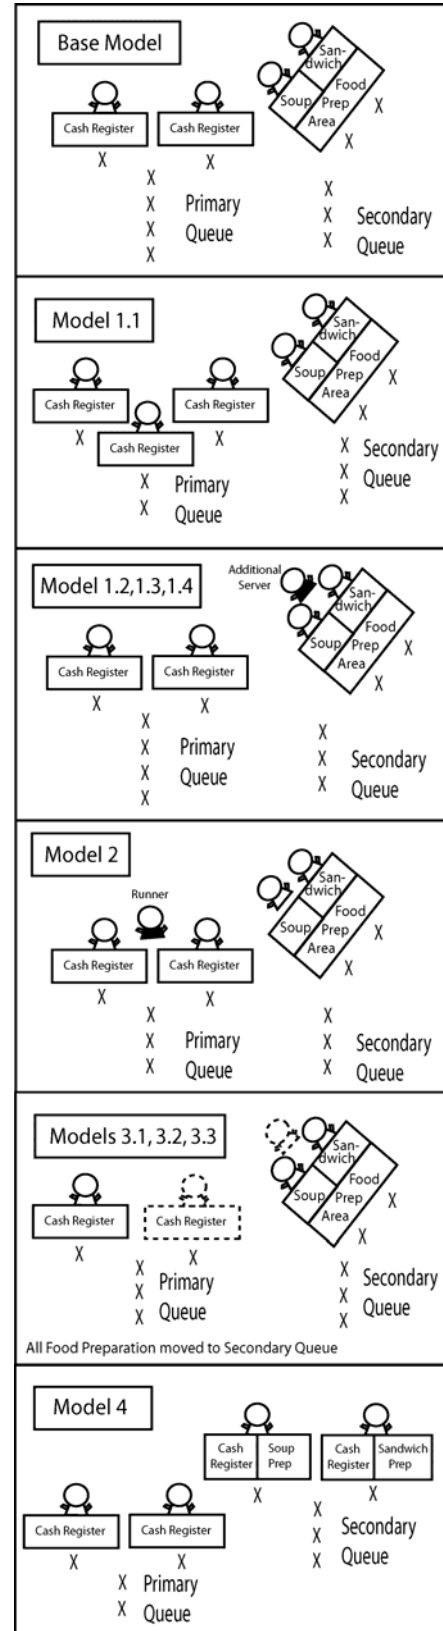 Base Model
San-
dwich
Food
Soup Prep
Area
Cash Register
Cash Register
X
X
X
X
X
X
X
X
X
X
X
Primary
Queue
Secondary
Queue
Model 1.1
San-
dwich
Food
Soup Prep
Area
Cash Register
Cash Register
Cash Register
X
X
X
X
X
X
X
X
X
X
Primary
Queue
Secondary
Queue
Model 1.2,1.3,1.4
Additional
Server
San-
dwich
Food
Soup Prep
Area
Cash Register
Cash Register
X
X
X
X
X
X
X
X
X
X
X
Primary
Queue
Secondary
Queue
Model 2
Runner
San-
dwich
Food
Soup Prep
Area
Cash Register
Cash Register
X
X
X
X
X
X
X
X
X
X
Primary
Queue
Secondary
Queue
Models 3.1, 3.2, 3.3
San-
dwich
Food
Soup Prep
Area
Cash Register
Cash Register
X
X
X
X
X
X
X
X
X
X
Primary
Queue
Secondary
Queue
All Food Preparation moved to Secondary Queue
Model 4
Cash
Register
Soup
Prep
Cash
Register
Sandwich
Prep
Cash Register
Cash Register
X
X
X
X
X
X
X
X
X
Secondary
Queue
Primary
Queue